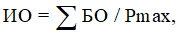 ИО = ∑ БО / Pmax,